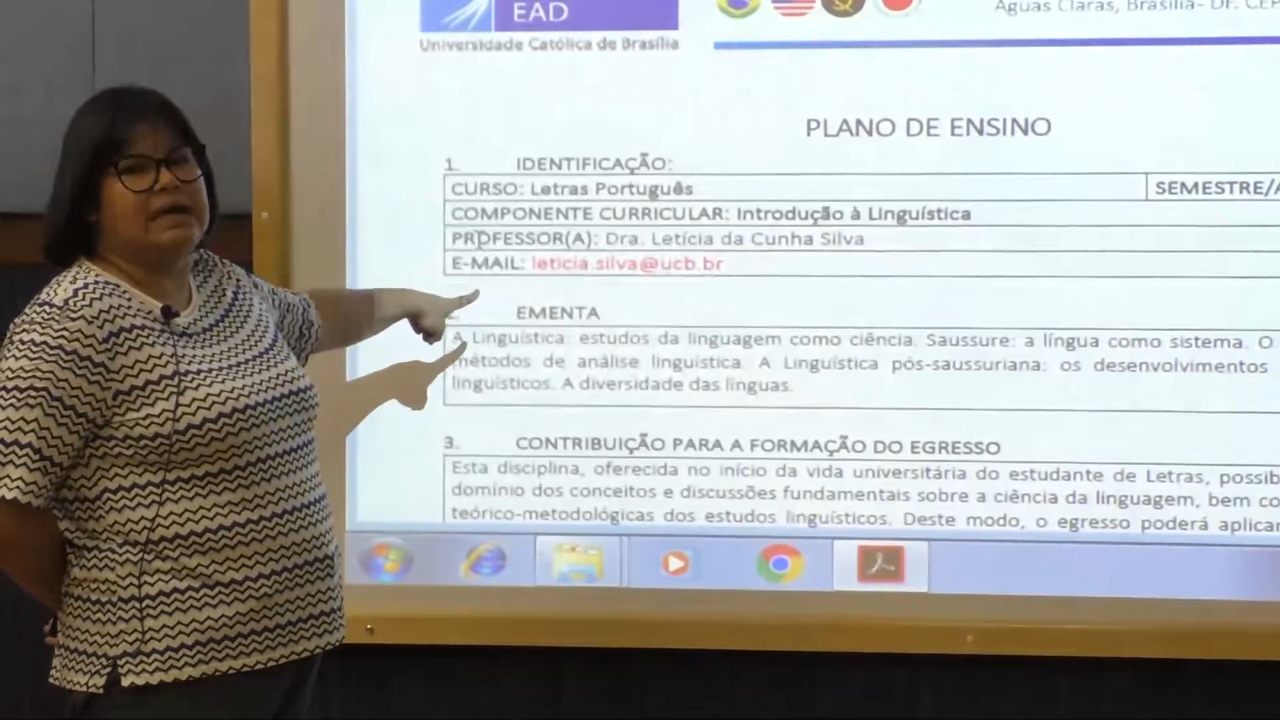 EAD
Universidade Católica de Brasília
Águas Claras, Brasília- DF. CEP
PLANO DE ENSINO
1. IDENTIFICAÇÃO:
CURSO: Letras Português SEMESTRE/A
COMPONENTE CURRICULAR: Introdução à Linguística
PROFESSOR(A): Dra. Letícia da Cunha Silva
E-MAIL: leticia.silva@ucb.br
EMENTA
A Linguística: estudos da linguagem como ciência. Saussure: a língua como sistema. O
métodos de análise linguística. A Linguística pós-saussuriana: os desenvolvimentos
linguísticos. A diversidade das línguas.
3. CONTRIBUIÇÃO PARA A FORMAÇÃO DO EGRESSO
Esta disciplina, oferecida no início da vida universitária do estudante de Letras, possib
domínio dos conceitos e discussões fundamentais sobre a ciência da linguagem, bem co
teórico-metodológicas dos estudos linguísticos. Deste modo, o egresso poderá aplicar